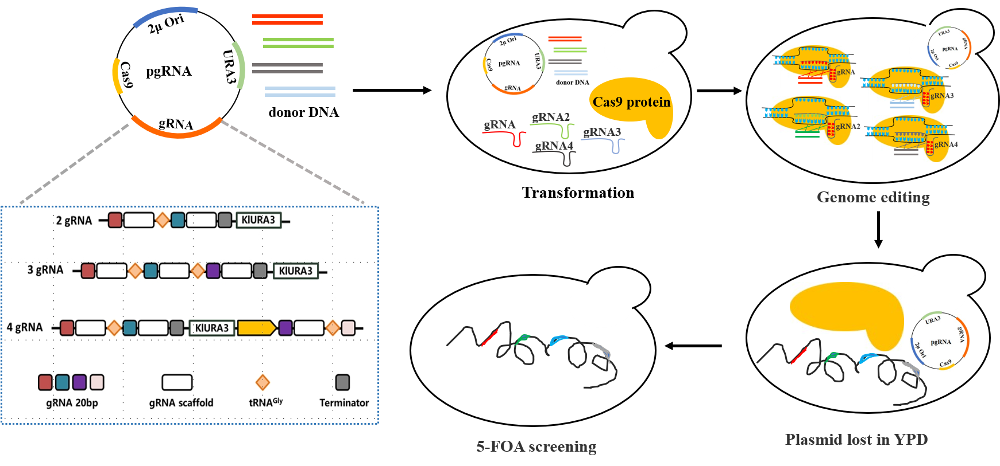 2μ Ori
Cas9
pgRNA
URA3
gRNA
donor DNA
2μ Ori
Cas9
pgRNA
URA3
gRNA
donor DNA
Cas9 protein
gRNA
gRNA2
gRNA3
gRNA4
Transformation
URA3
gRNA
pgRNA
2μ Ori
Cas9
gRNA
gRNA3
gRNA2
gRNA4
Genome editing
2 gRNA
KlURA3
3 gRNA
KlURA3
4 gRNA
KlURA3
gRNA 20bp
gRNA scaffold
tRNAGly
Terminator
URA3
gRNA
pgRNA
2μ Ori
Cas9
Plasmid lost in YPD
5-FOA screening